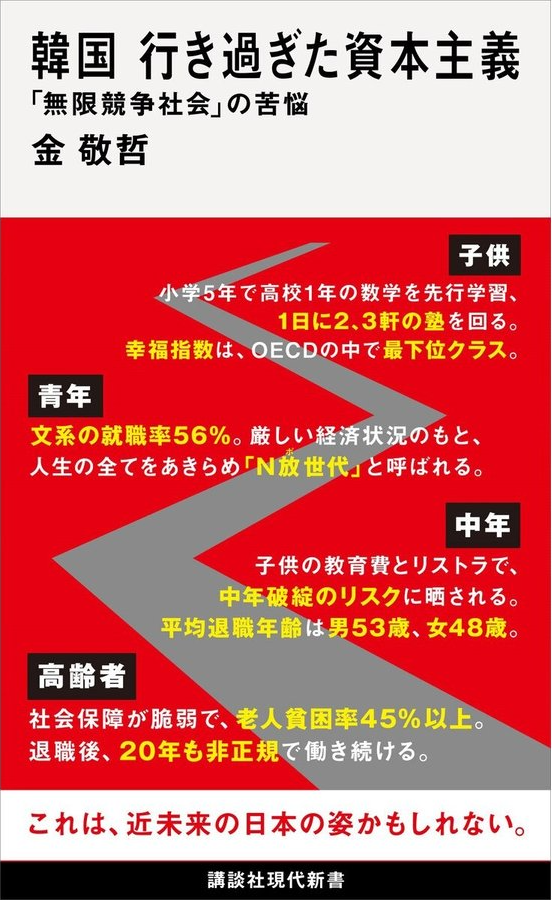 韓国 行き過ぎた資本主義
「無限競争社会」の苦悩
金 敬哲
子供
小学5年で高校1年の数学を先行学習、
1日に2、3軒の塾を回る。
幸福指数は、OECDの中で最下位クラス。
青年
文系の就職率56%。厳しい経済状況のもと、
ポ
人生の全てをあきらめ「N放世代」と呼ばれる。
中年
子供の教育費とリストラで、
中年破綻のリスクに晒される。
平均退職年齢は男53歳、女48歳。
高齢者
社会保障が脆弱で、老人貧困率45%以上。
退職後、20年も非正規で働き続ける。
これは、近未来の日本の姿かもしれない。
講談社現代新書